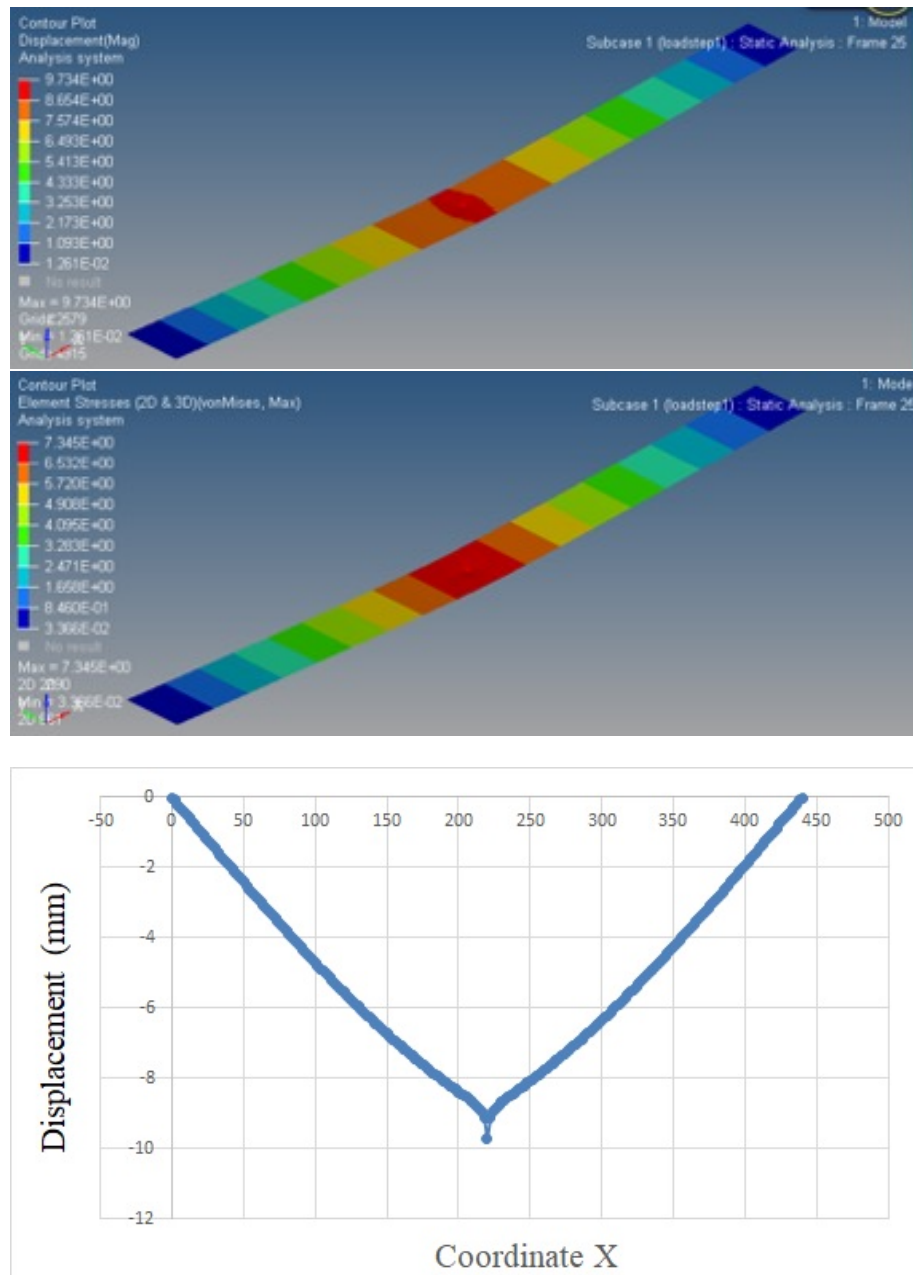 Contour Plot
Displacement(Mag)
Analysis system
1: Model
Subcase 1 (loadstep1) : Static Analysis : Frame 25
9.734E+00
8.654E+00
7.574E+00
6.493E+00
5.413E+00
4.333E+00
3.253E+00
2.173E+00
1.093E+00
1.261E-02
No result
Max = 9.734E+00
2579
1.261E-02
Contour Plot
Element Stresses (2D & 3D)(vonMises, Max)
Analysis system
1: Mode
Subcase 1 (loadstep1) : Static Analysis : Frame 25
7.345E+00
6.532E+00
5.720E+00
4.908E+00
4.095E+00
3.283E+00
2.471E+00
1.658E+00
8.460E-01
3.366E-02
No result
Max = 7.345E+00
2D
Min 3.366E-02
2D
0
-50 0 50 100 150 200 250 300 350 400 450 500
-2
-4
-6
-8
-10
-12
Displacement (mm)
Coordinate X